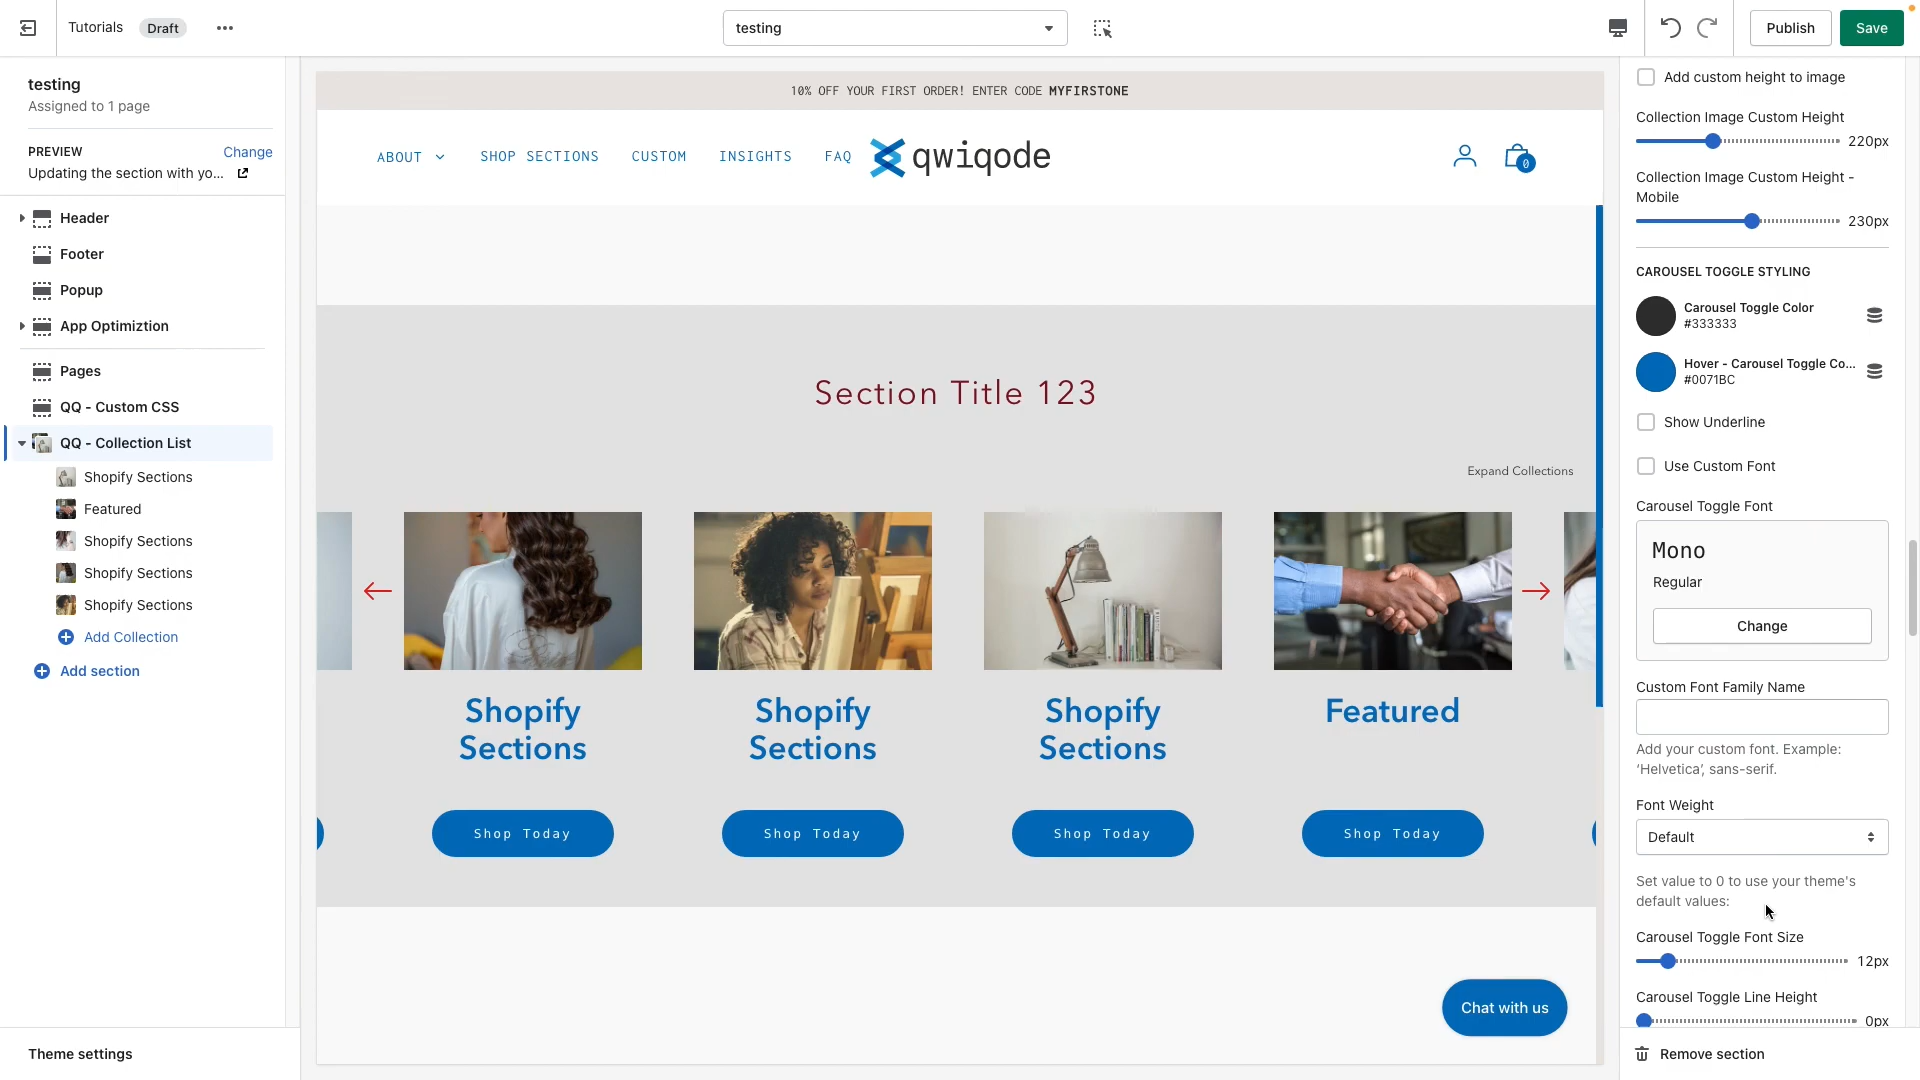 Tutorials Draft
testing
Publish
Save
testing
Assigned to 1 page
PREVIEW
Change
Updating the section with yo...
Header
Footer
Popup
App Optimiztion
Pages
QQ - Custom CSS
QQ - Collection List
Shopify Sections
Featured
Shopify Sections
Shopify Sections
Shopify Sections
Add Collection
Add section
Theme settings
10% OFF YOUR FIRST ORDER! ENTER CODE MYFIRSTONE
ABOUT SHOP SECTIONS CUSTOM INSIGHTS FAQ
qwiqode
0
Section Title 123
Expand Collections
Shopify
Sections
Shop Today
Shopify
Sections
Shop Today
Shopify
Sections
Shop Today
Featured
Shop Today
Chat with us
Add custom height to image
Collection Image Custom Height
220px
Collection Image Custom Height -
Mobile
230px
CAROUSEL TOGGLE STYLING
Carousel Toggle Color
#333333
Hover - Carousel Toggle Co...
#0071BC
Show Underline
Use Custom Font
Carousel Toggle Font
Mono
Regular
Change
Custom Font Family Name
Add your custom font. Example:
‘Helvetica’, sans-serif.
Font Weight
Default
Set value to 0 to use your theme's
default values:
Carousel Toggle Font Size
12px
Carousel Toggle Line Height
0px
Remove section